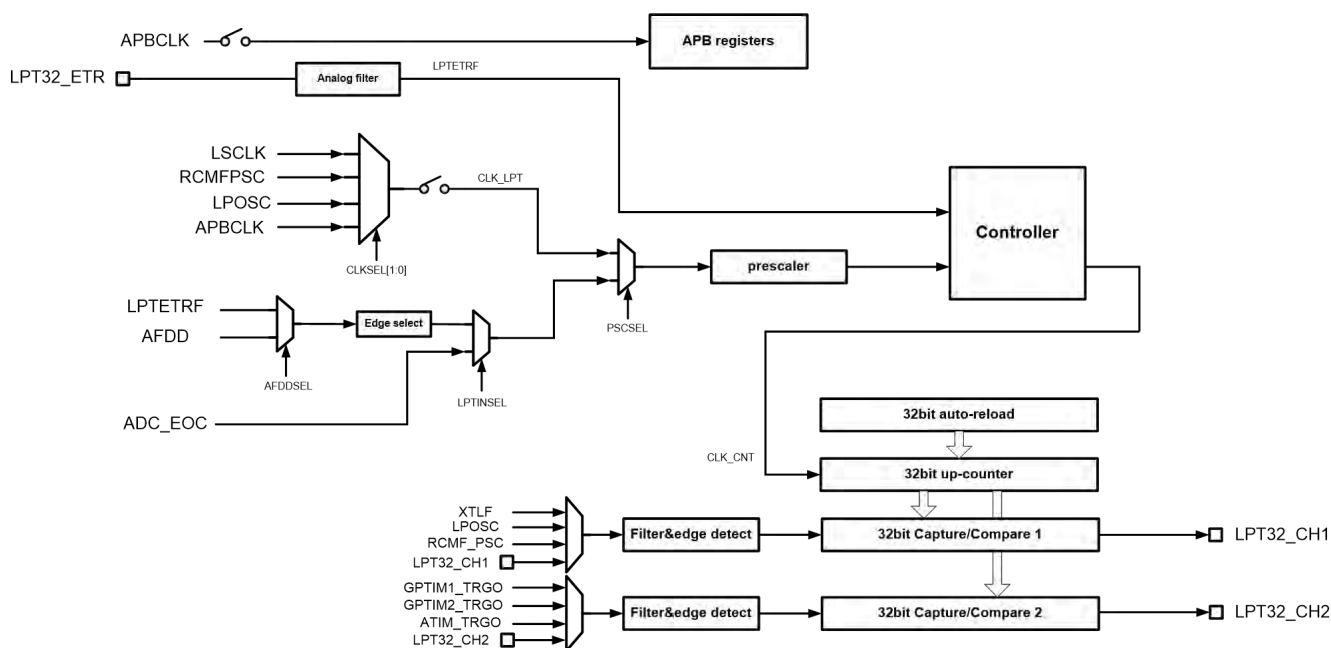 APBCLK
APB registers
LPT32_ETR
Analog filter
LPTETRF
LSCLK
RCMFPSC
LPOSC
APBCLK
CLK_LPT
CLKSEL[1:0]
Controller
prescaler
PSCSEL
LPTETRF
AFDD
Edge select
AFDDSEL
LPTINSEL
ADC_EOC
32bit auto-reload
CLK_CNT
32bit up-counter
XTLF
LPOSC
RCMF_PSC
LPT32_CH1
Filter&edge detect
32bit Capture/Compare 1
LPT32_CH1
GPTIM1_TRGO
GPTIM2_TRGO
ATIM_TRGO
LPT32_CH2
Filter&edge detect
32bit Capture/Compare 2
LPT32_CH2